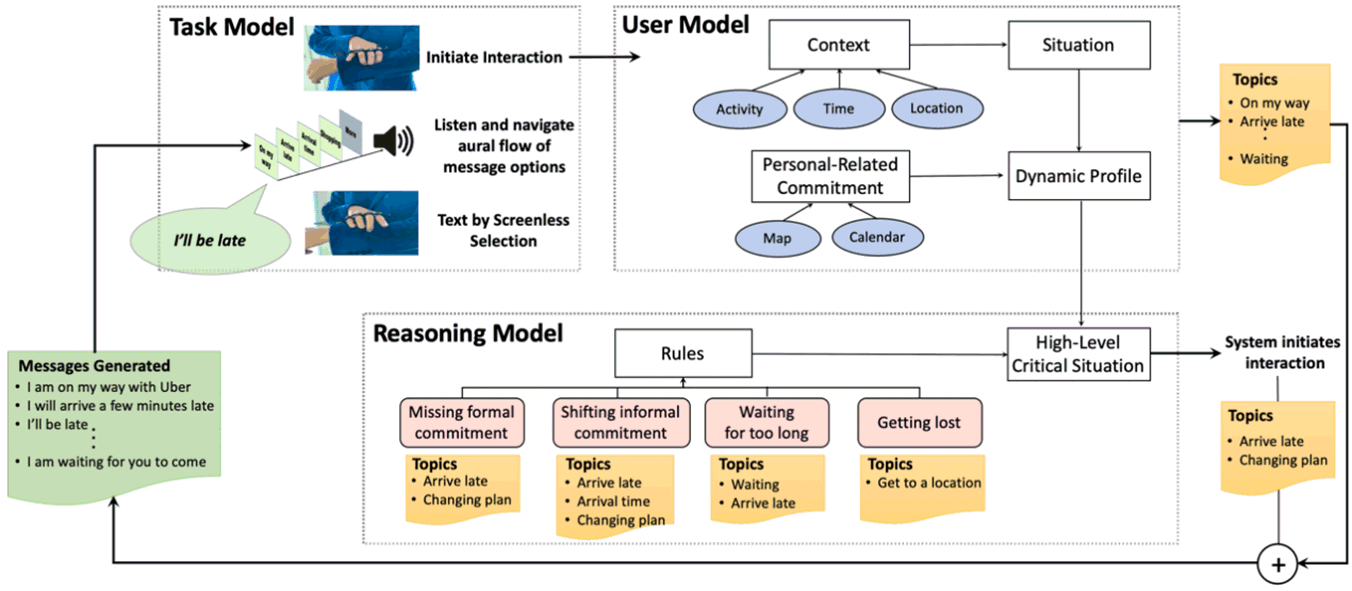 Task Model
Initiate Interaction
On my
way
Arrive
late
Arrival
time
Shopping
More
Listen and navigate
aural flow of
message options
I'll be late
Text by Screenless
Selection
User Model
Context
Situation
Activity
Time
Location
Personal-Related
Commitment
Dynamic Profile
Map
Calendar
Topics
• On my way
• Arrive late
• Waiting
Reasoning Model
Rules
High-Level
Critical Situation
Missing formal
commitment
Shifting informal
commitment
Waiting
for too long
Getting lost
Topics
• Arrive late
• Changing plan
Topics
• Arrive late
• Arrival time
• Changing plan
Topics
• Waiting
• Arrive late
Topics
• Get to a location
System initiates
interaction
Topics
• Arrive late
• Changing plan
+
Messages Generated
• I am on my way with Uber
• I will arrive a few minutes late
• I'll be late
• I am waiting for you to come